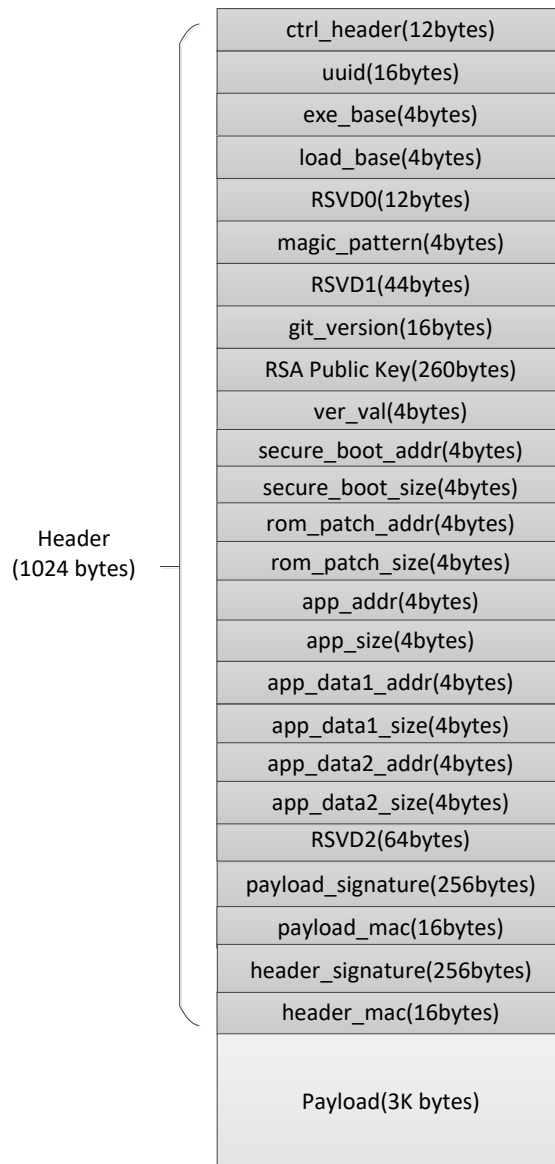 ctrl_header(12bytes)
uuid(16bytes)
exe_base(4bytes)
load_base(4bytes)
RSVD0(12bytes)
magic_pattern(4bytes)
RSVD1(44bytes)
git_version(16bytes)
RSA Public Key(260bytes)
ver_val(4bytes)
secure_boot_addr(4bytes)
secure_boot_size(4bytes)
rom_patch_addr(4bytes)
rom_patch_size(4bytes)
app_addr(4bytes)
app_size(4bytes)
app_data1_addr(4bytes)
app_data1_size(4bytes)
app_data2_addr(4bytes)
app_data2_size(4bytes)
RSVD2(64bytes)
payload_signature(256bytes)
payload_mac(16bytes)
header_signature(256bytes)
header_mac(16bytes)
Payload(3K bytes)
Header
(1024 bytes)